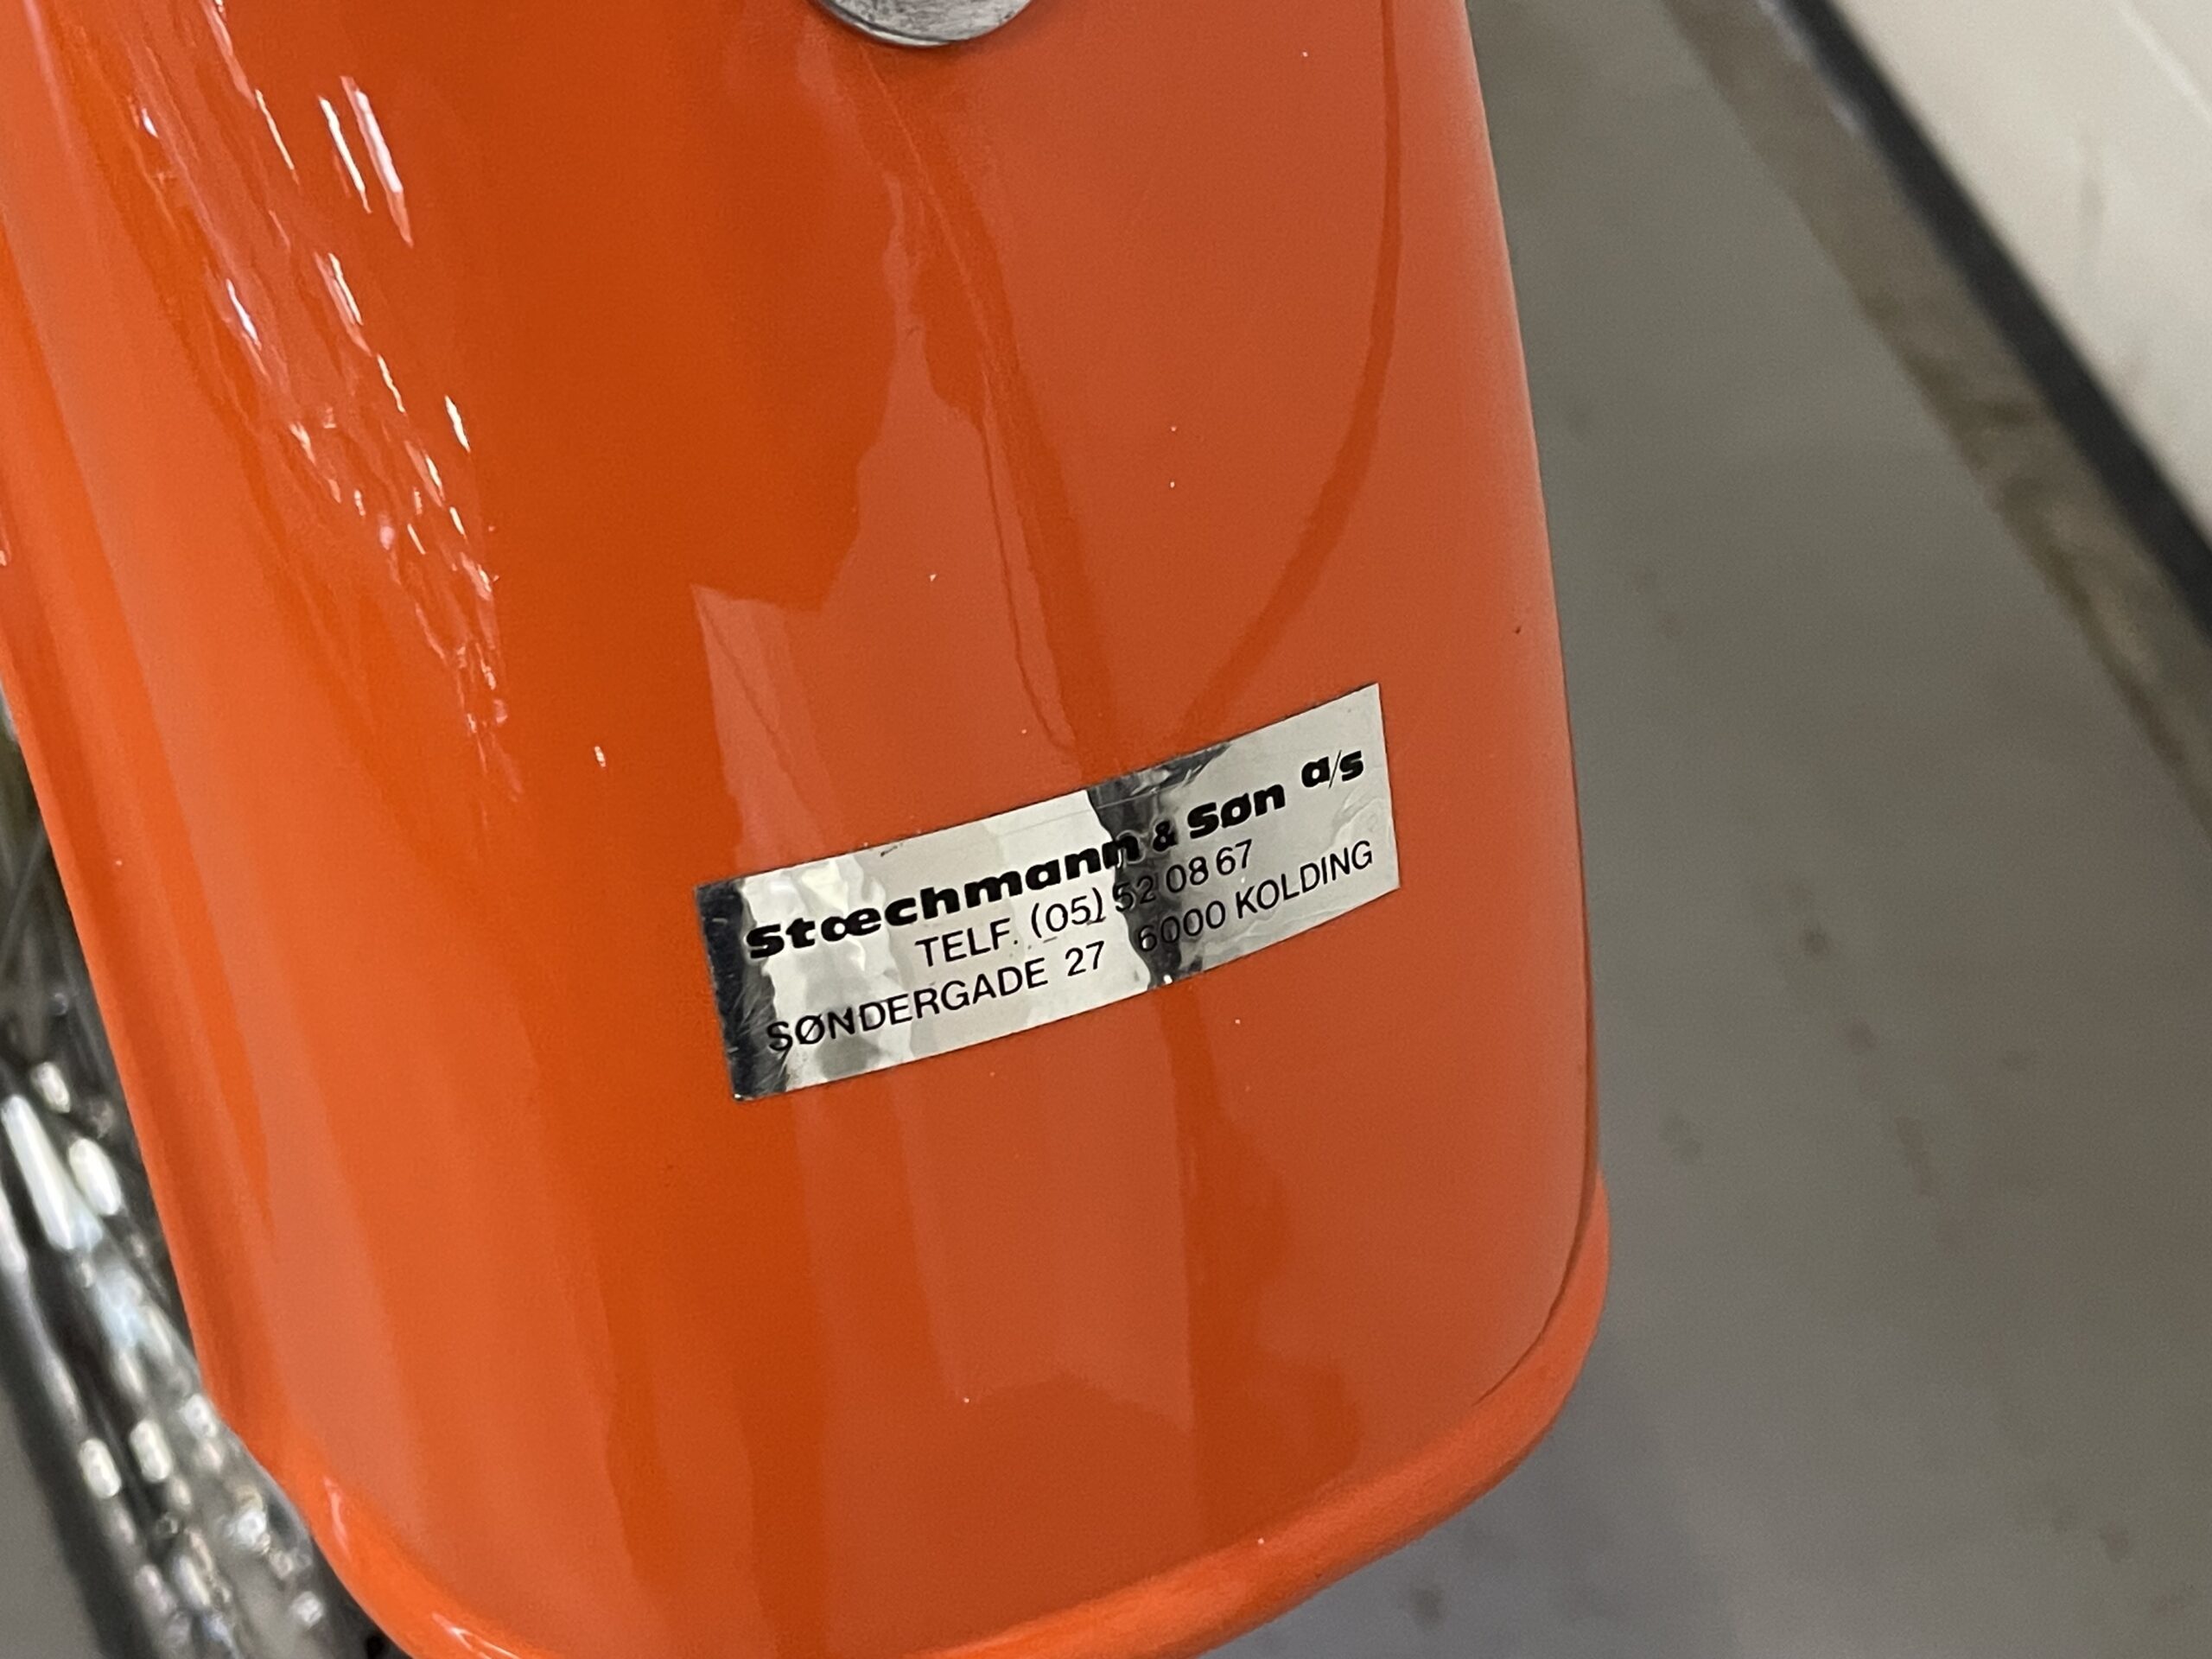 Stœchmann & Søn a/s
TELF. (05) 52 08 67
SØNDERGADE 27 6000 KOLDING